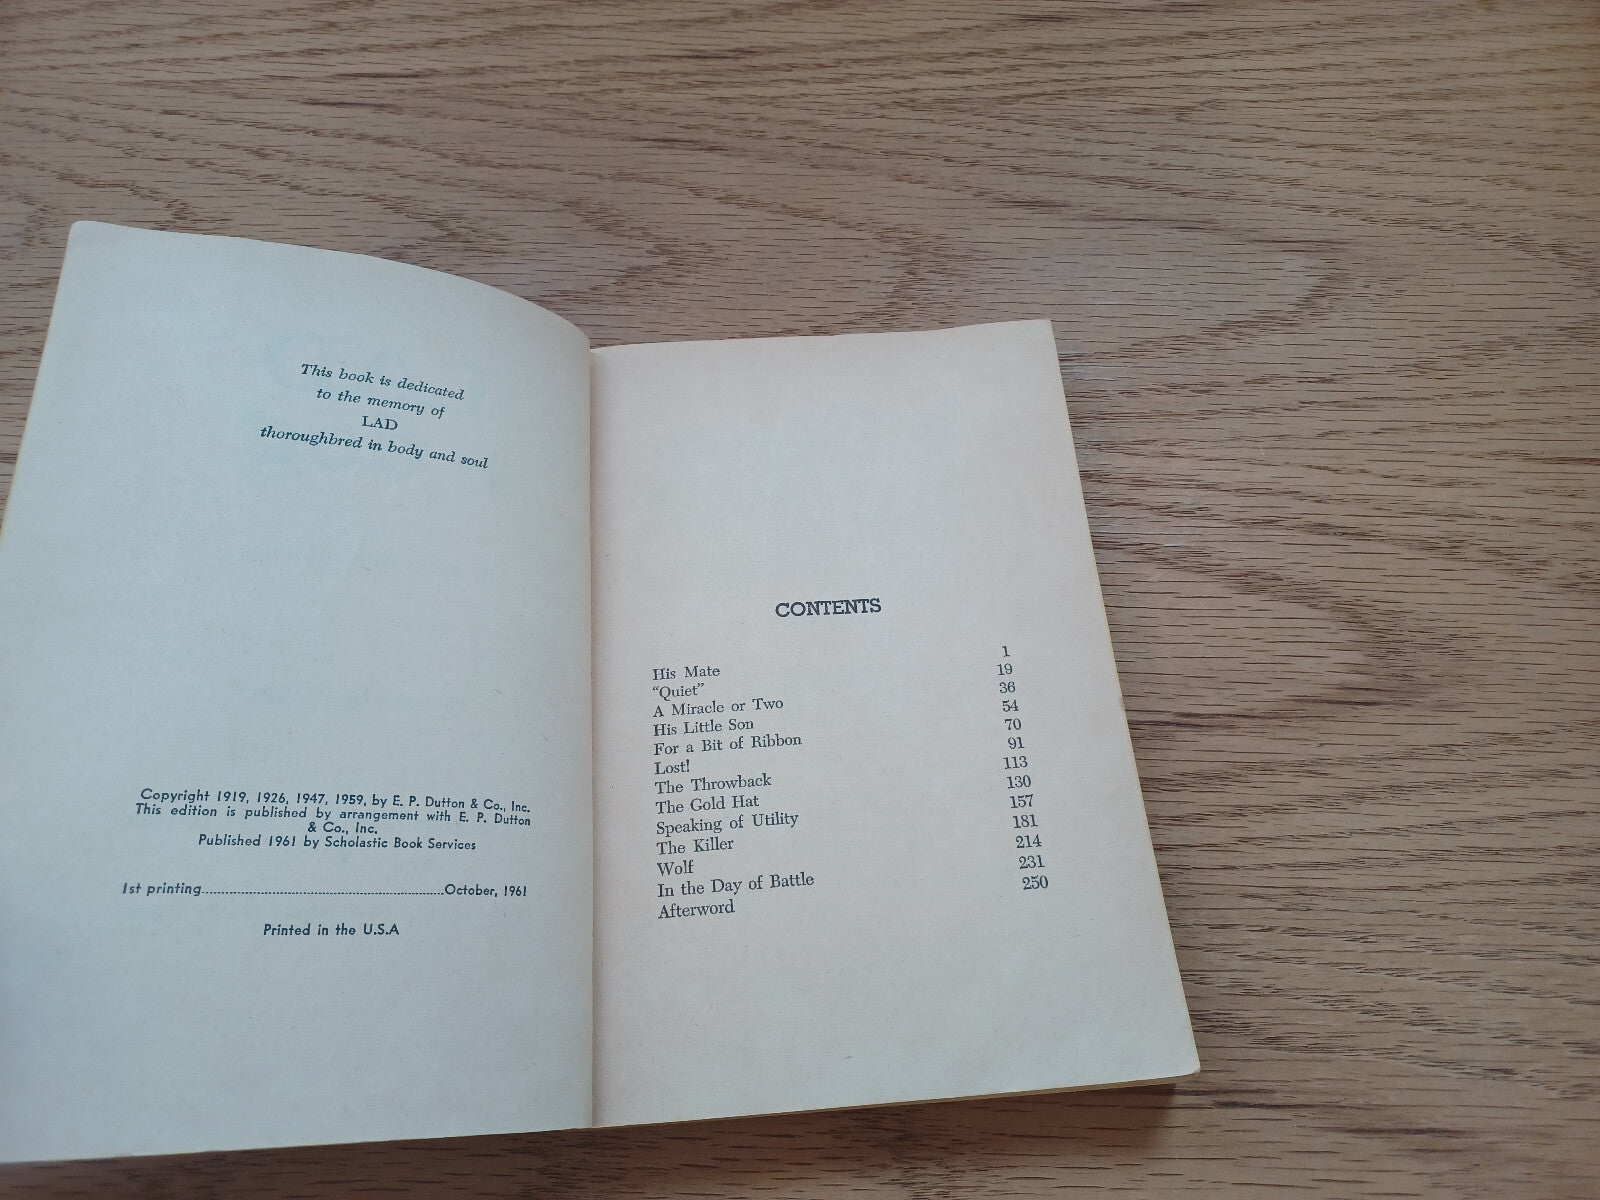 This book is dedicated
to the memory of
LAD
thoroughbred in body and soul
Copyright 1919, 1926, 1947, 1959, by E. P. Dutton & Co., Inc.
This edition is published by arrangement with E. P. Dutton
& Co., Inc.
Published 1961 by Scholastic Book Services
1st printing..........................................................October, 1961
Printed in the U.S.A
CONTENTS
His Mate 1
"Quiet" 19
A Miracle or Two 36
His Little Son 54
For a Bit of Ribbon 70
Lost! 91
The Throwback 113
The Gold Hat 130
Speaking of Utility 157
The Killer 181
Wolf 214
In the Day of Battle 231
Afterword 250